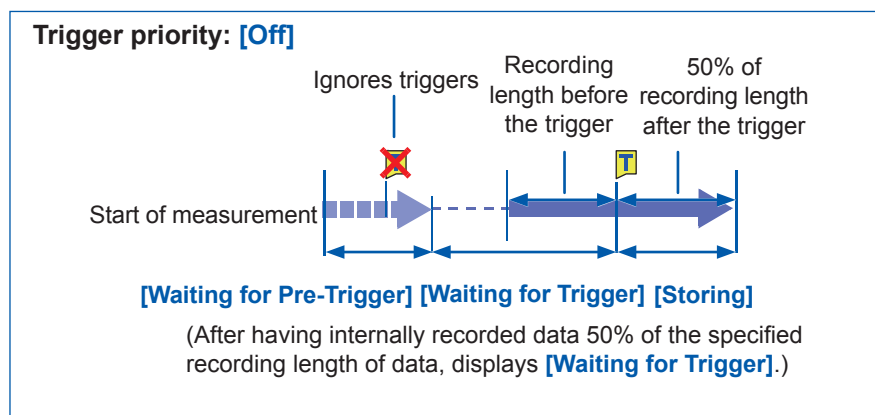 Trigger priority: [Off]
Ignores triggers
Recording
length before
the trigger
50% of
recording length
after the trigger
T
T
Start of measurement
[Waiting for Pre-Trigger] [Waiting for Trigger] [Storing]
(After having internally recorded data 50% of the specified
recording length of data, displays [Waiting for Trigger].)